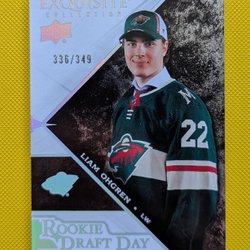 EXQUISITE
COLLECTION
UPPER DECK
336/349
22
LIAM OHGREN • LW
ROOKIE
DRAFT DAY